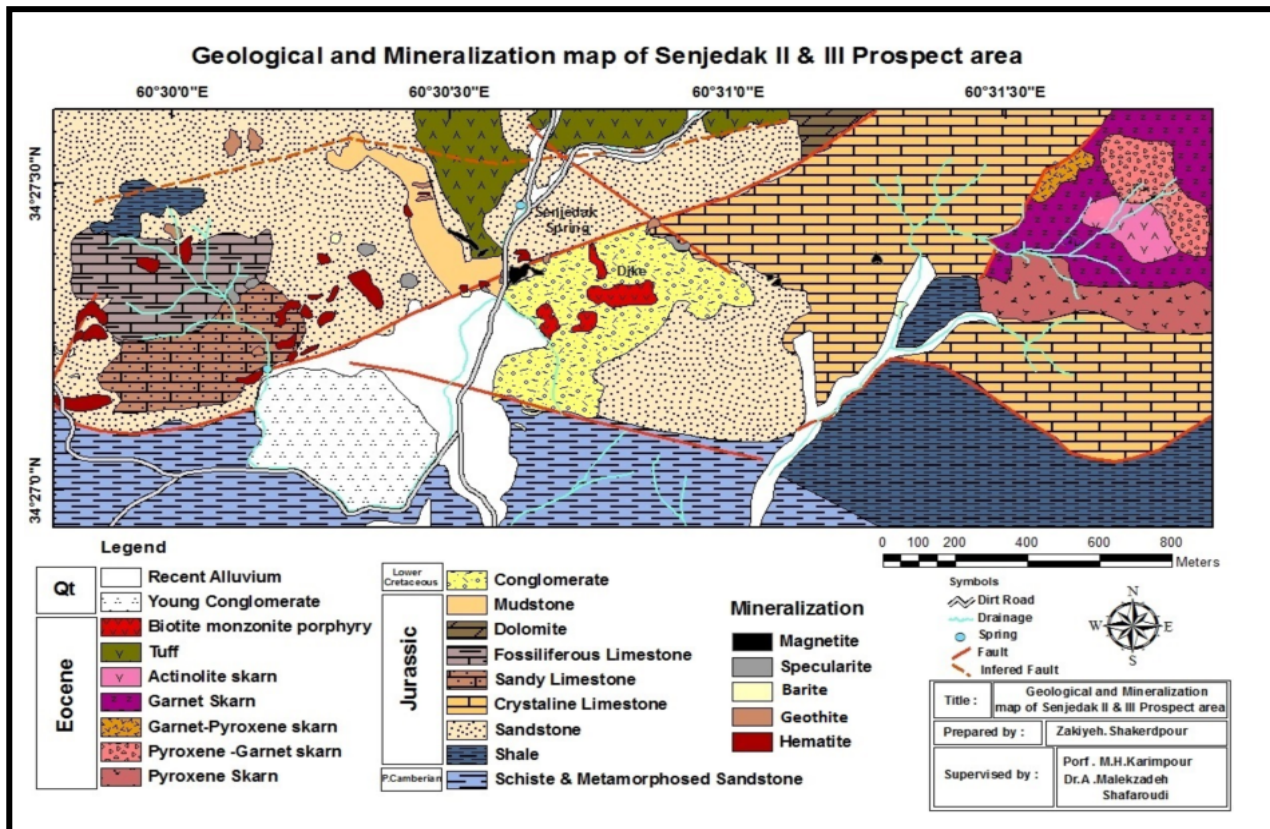 Geological and Mineralization map of Senjedak II & III Prospect area
60°30'0"E
60°30'3"E
60°31'0"E
60°31'3"E
34°27'30"N
34°27'0"N
Senjedak
Spring
Dike
Legend
Qt
Recent Alluvium
Young Conglomerate
Eocene
Biotite monzonite porphyry
Tuff
Actinolite skarn
Garnet Skarn
Garnet-Pyroxene skarn
Pyroxene -Garnet skarn
Pyroxene Skarn
Lower
Cretaceous
Conglomerate
Jurassic
Mudstone
Dolomite
Fossiliferous Limestone
Sandy Limestone
Crystaline Limestone
Sandstone
Shale
P.Camberian
Schiste & Metamorphosed Sandstone
Mineralization
Magnetite
Specularite
Barite
Geothite
Hematite
0 100 200 400 600 800
Meters
Symbols
Dirt Road
Drainage
Spring
Fault
Infered Fault
N
W E
S
Title : Geological and Mineralization
map of Senjedak II & III Prospect area
Prepared by : Zakiyeh. Shakerdpour
Supervised by : Porf . M.H.Karimpour
Dr.A .Malekzadeh
Shafaroudi